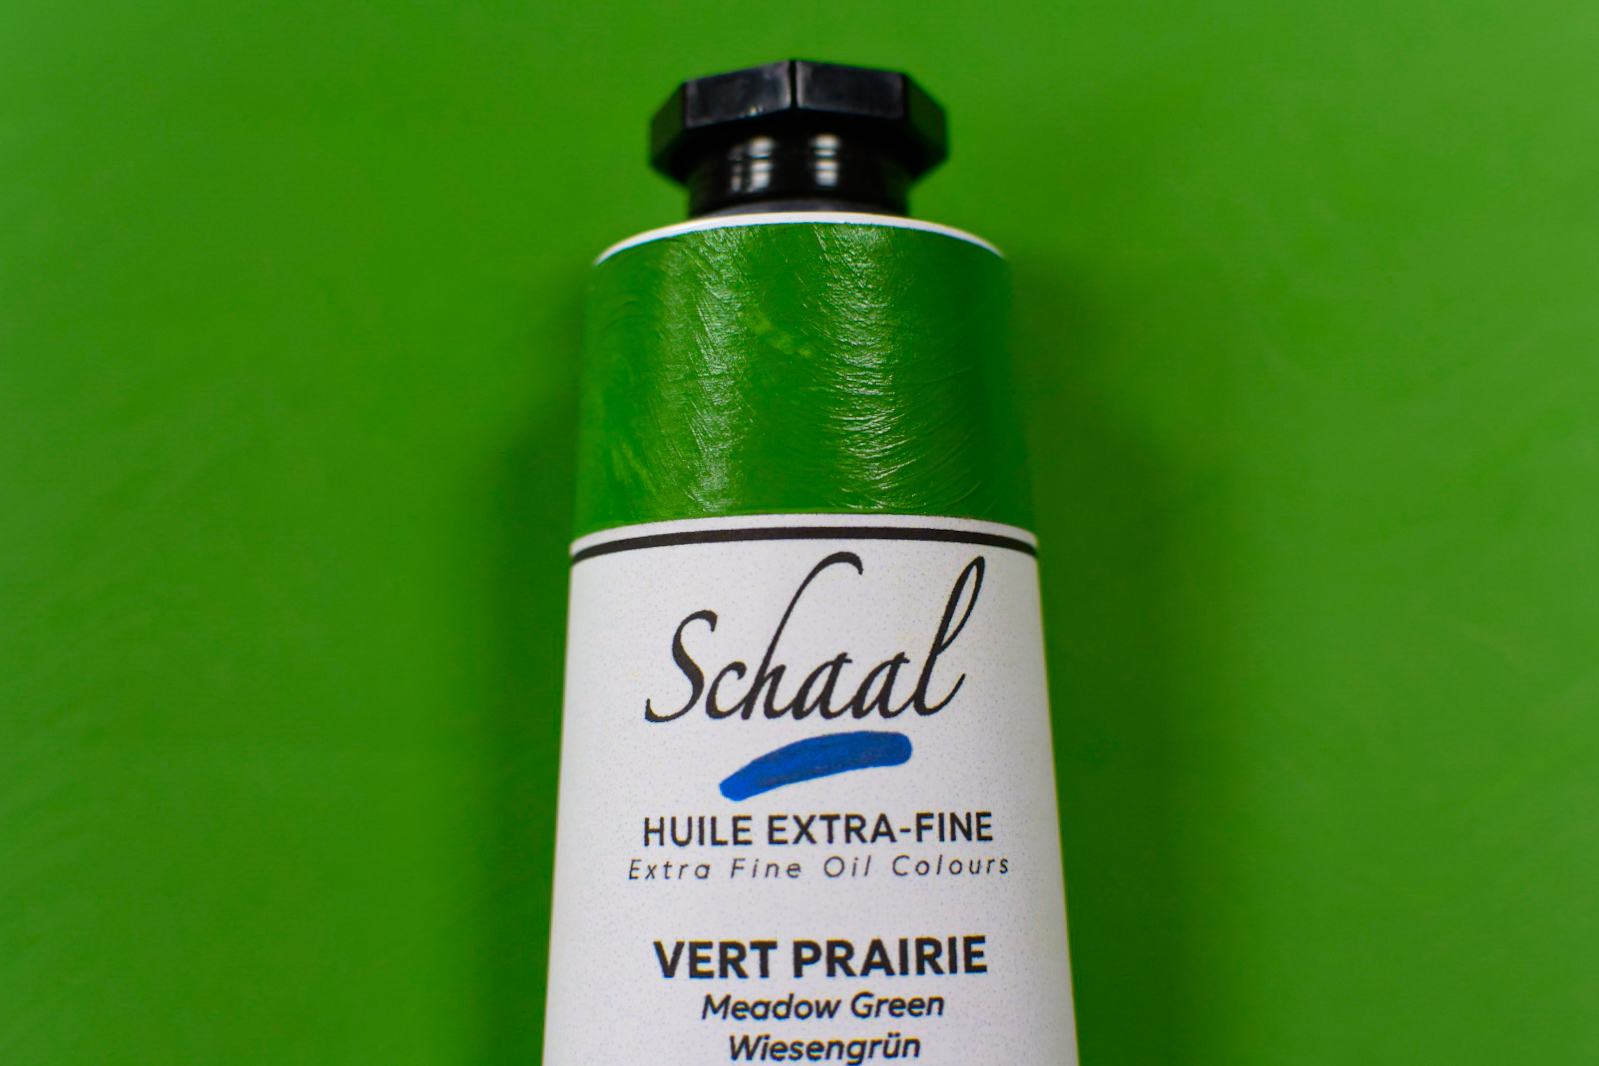 Schaal
HUILE EXTRA-FINE
Extra Fine Oil Colours
VERT PRAIRIE
Meadow Green
Wiesengrün